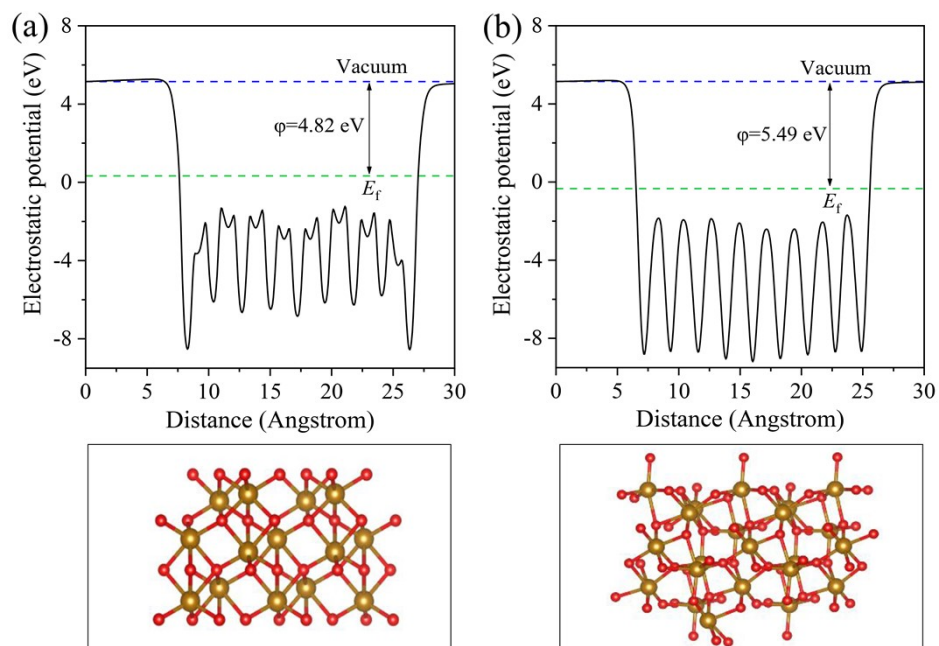 (a)
Electrostatic potential (eV)
8
4
0
-4
-8
Vacuum
φ=4.82 eV
Ef
0 5 10 15 20 25 30
Distance (Angstrom)
(b)
Electrostatic potential (eV)
8
4
0
-4
-8
Vacuum
φ=5.49 eV
Ef
0 5 10 15 20 25 30
Distance (Angstrom)